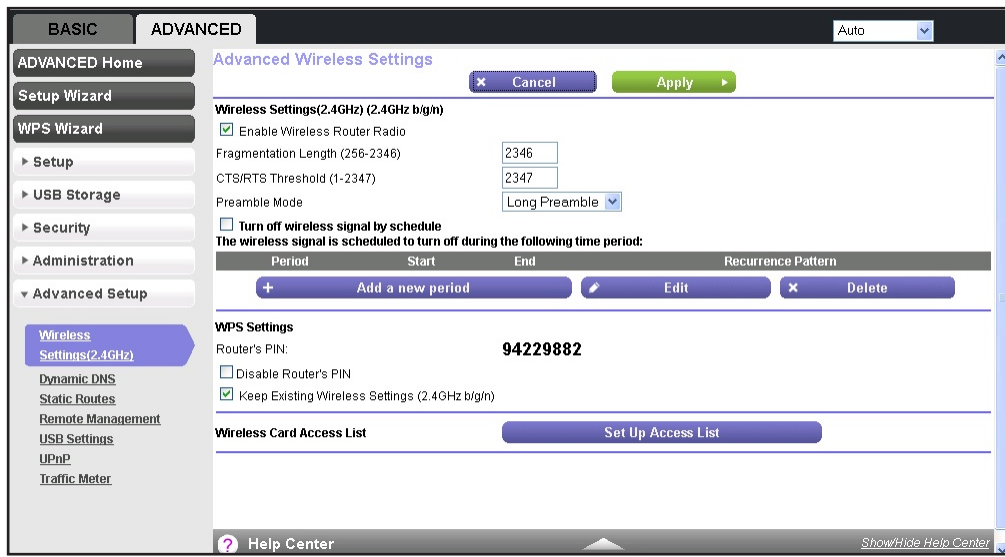 BASIC
ADVANCED
Auto
ADVANCED Home
Setup Wizard
WPS Wizard
Setup
USB Storage
Security
Administration
Advanced Setup
Wireless
Settings(2.4GHz)
Dynamic DNS
Static Routes
Remote Management
USB Settings
UPnP
Traffic Meter
Advanced Wireless Settings
Cancel
Apply
Wireless Settings(2.4GHz) (2.4GHz b/g/n)
Enable Wireless Router Radio
Fragmentation Length (256-2346) 2346
CTS/RTS Threshold (1-2347) 2347
Preamble Mode Long Preamble
Turn off wireless signal by schedule
The wireless signal is scheduled to turn off during the following time period:
Period Start End Recurrence Pattern
Add a new period Edit Delete
WPS Settings
Router's PIN: 94229882
Disable Router's PIN
Keep Existing Wireless Settings (2.4GHz b/g/n)
Wireless Card Access List Set Up Access List
? Help Center Show/Hide Help Center